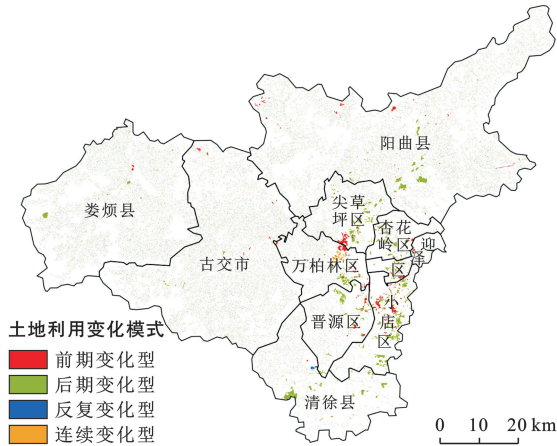 阳曲县
尖草
坪区
杏花
岭区
迎
泽
区
娄烦县
古交市
万柏林区
晋源区
店
区
清徐县
土地利用变化模式
前期变化型
后期变化型
反复变化型
连续变化型
0 10 20 km